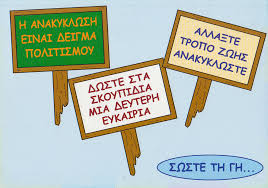 Η ΑΝΑΚΥΚΛΩΣΗ
ΕΙΝΑΙ ΔΕΙΓΜΑ
ΠΟΛΙΤΙΣΜΟΥ
ΑΛΛΑΞΤΕ
ΤΡΟΠΟ ΖΩΗΣ
ΑΝΑΚΥΚΛΩΣΤΕ
ΔΩΣΤΕ ΣΤΑ
ΣΚΟΥΠΙΔΙΑ
ΜΙΑ ΔΕΥΤΕΡΗ
ΕΥΚΑΙΡΙΑ
ΣΩΣΤΕ ΤΗ ΓΗ...